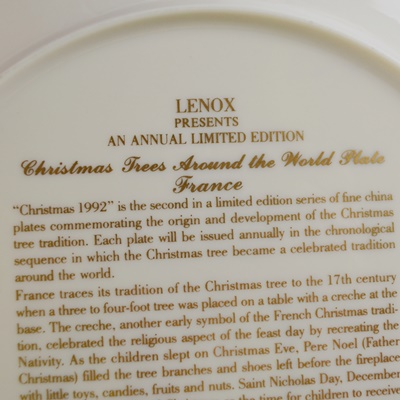 LENOX
PRESENTS
AN ANNUAL LIMITED EDITION
Christmas Trees Around the World Plate
France
"Christmas 1992" is the second in a limited edition series of fine china
plates commemorating the origin and development of the Christmas
tree tradition. Each plate will be issued annually in the chronological
sequence in which the Christmas tree became a celebrated tradition
around the world.
France traces its tradition of the Christmas tree to the 17th century
when a three to four-foot tree was placed on a table with a creche at the
base. The creche, another early symbol of the French Christmas tradi-
tion, celebrated the religious aspect of the feast day by recreating the
Nativity. As the children slept on Christmas Eve, Pere Noel (Father
Christmas) filled the tree branches and shoes left before the fireplace
with little toys, candies, fruits and nuts. Saint Nicholas Day, December
the time for children to receive